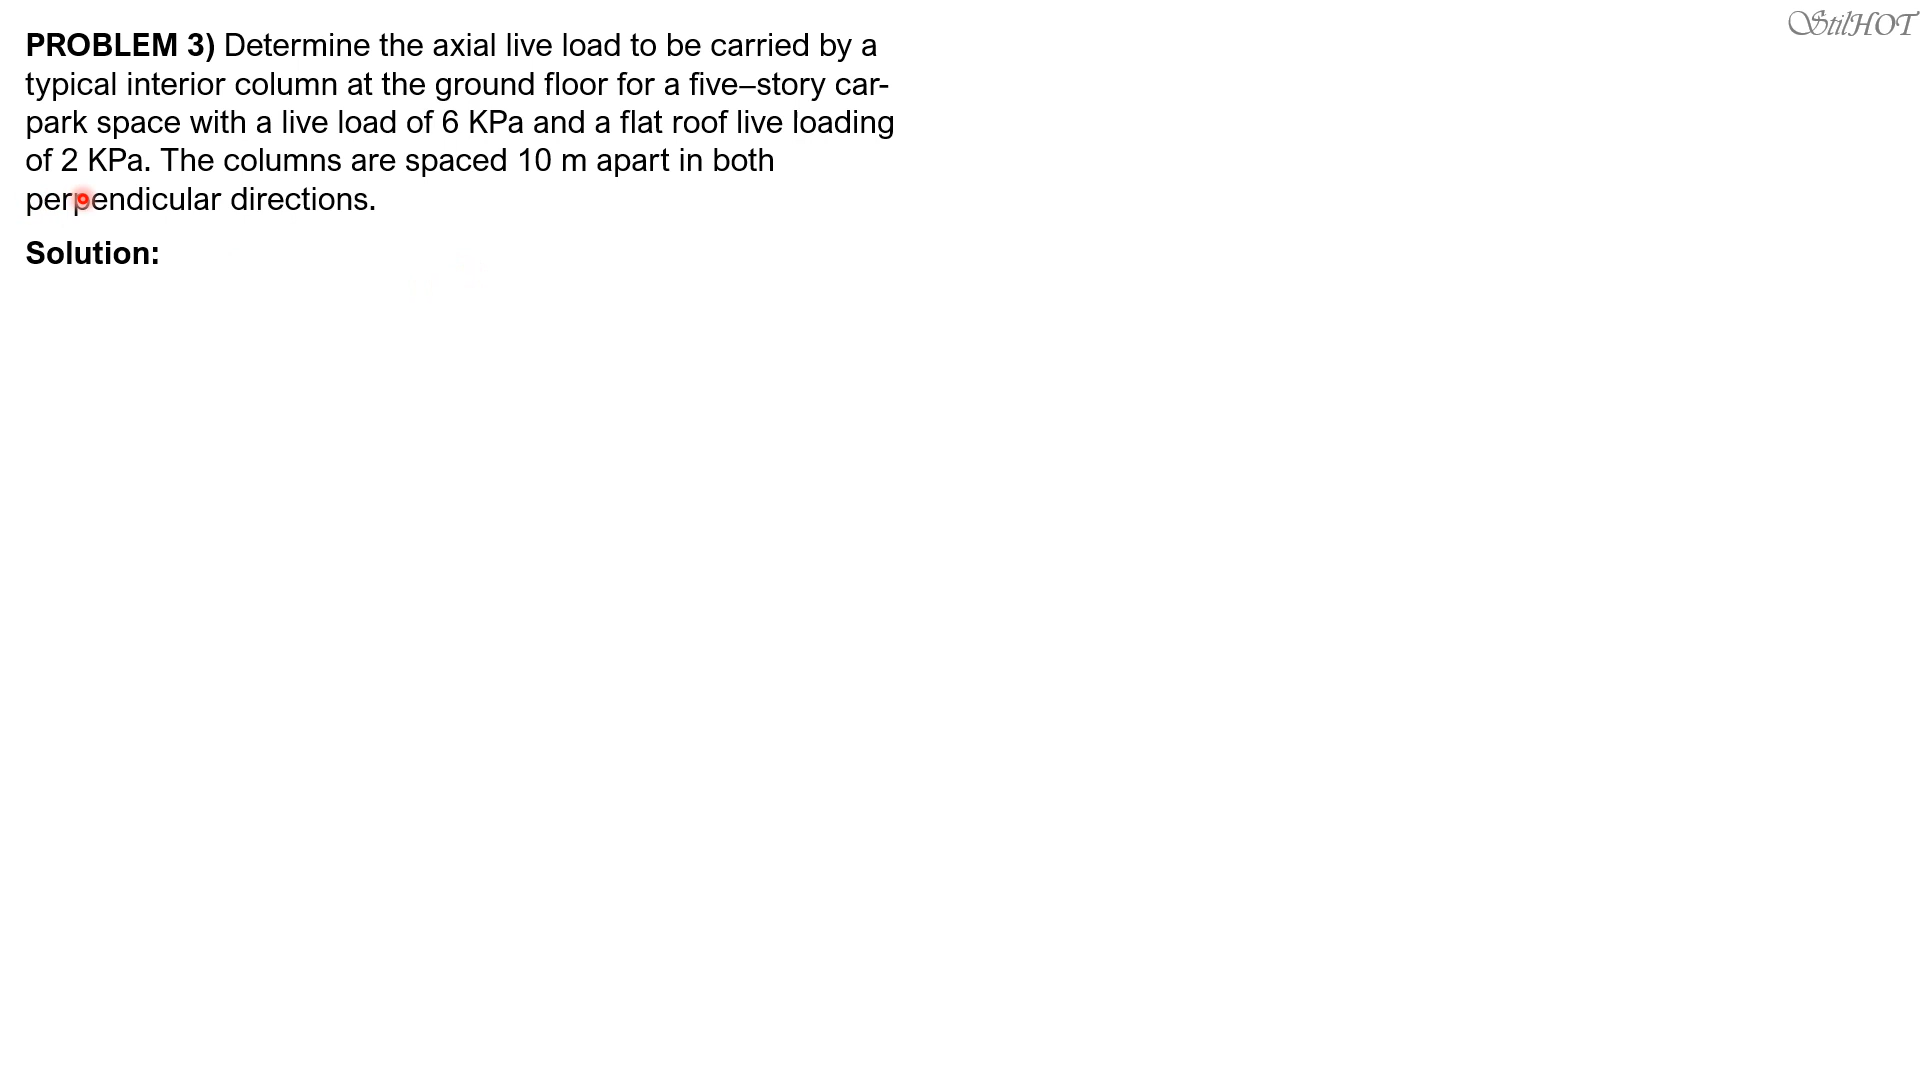 StilHOT
PROBLEM 3) Determine the axial live load to be carried by a
typical interior column at the ground floor for a five–story car-
park space with a live load of 6 KPa and a flat roof live loading
of 2 KPa. The columns are spaced 10 m apart in both
perpendicular directions.
Solution: